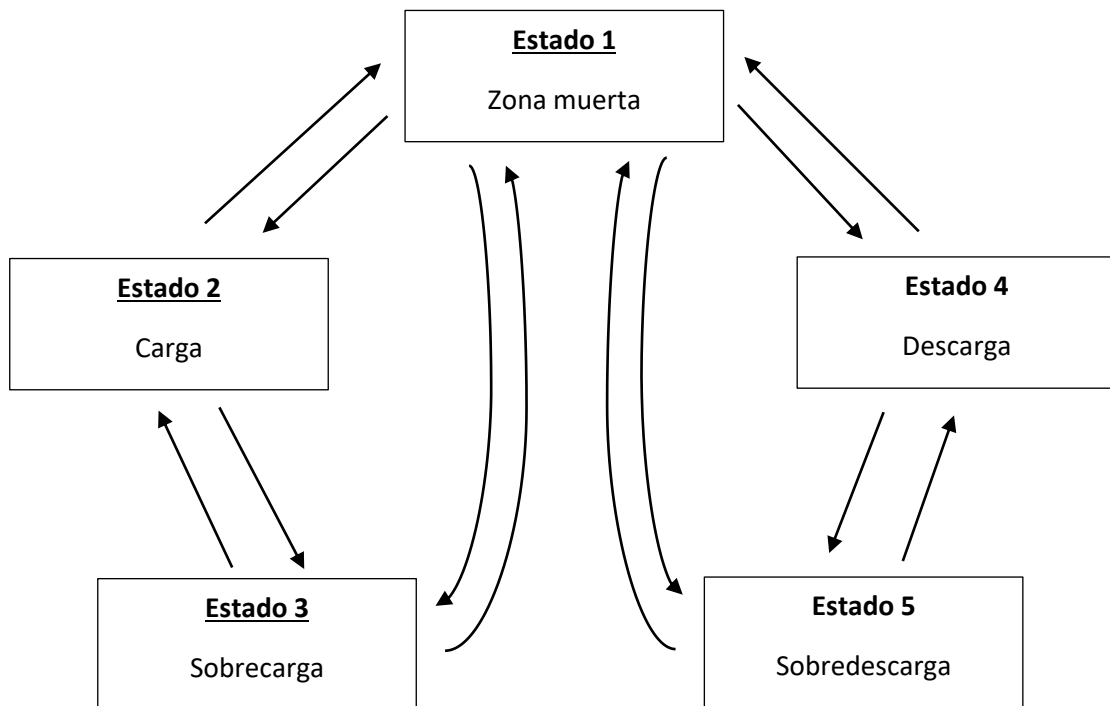 Estado 1
Zona muerta
Estado 2
Carga
Estado 4
Descarga
Estado 3
Sobrecarga
Estado 5
Sobredescarga